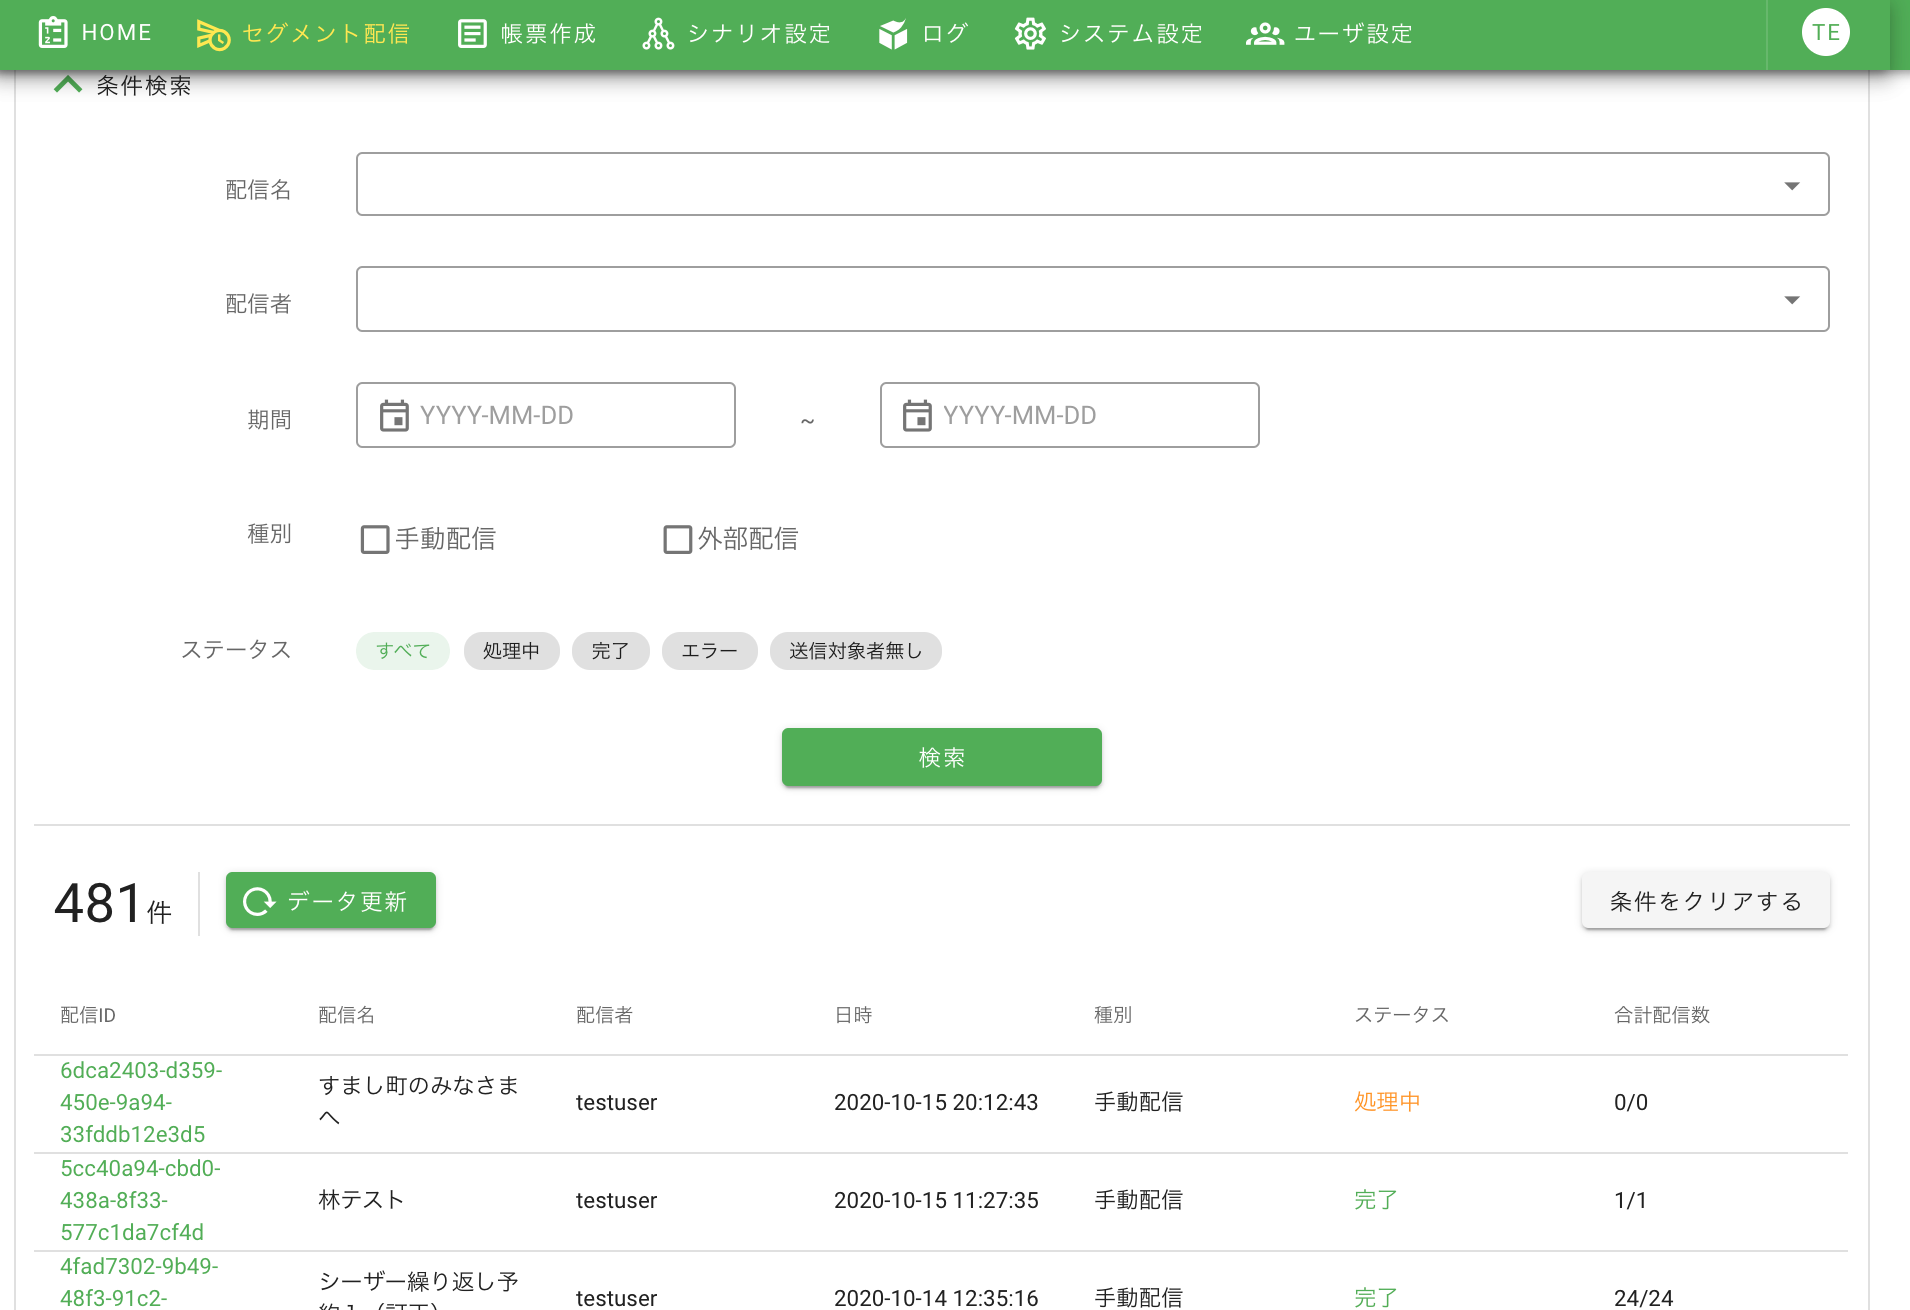 HOME セグメント配信 帳票作成 シナリオ設定 ログ システム設定 ユーザ設定 TE
条件検索
配信名
配信者
期間 YYYY-MM-DD ~ YYYY-MM-DD
種別 手動配信 外部配信
ステータス すべて 処理中 完了 エラー 送信対象者無し
検索
481件 データ更新 条件をクリアする
配信ID 配信名 配信者 日時 種別 ステータス 合計配信数
6dca2403-d359-
450e-9a94-
33fddb12e3d5
すまし町のみなさま
へ
testuser 2020-10-15 20:12:43 手動配信 処理中 0/0
5cc40a94-cbd0-
438a-8f33-
577c1da7cf4d
林テスト testuser 2020-10-15 11:27:35 手動配信 完了 1/1
4fad7302-9b49-
48f3-91c2-
シーザー繰り返し予
testuser 2020-10-14 12:35:16 手動配信 完了 24/24